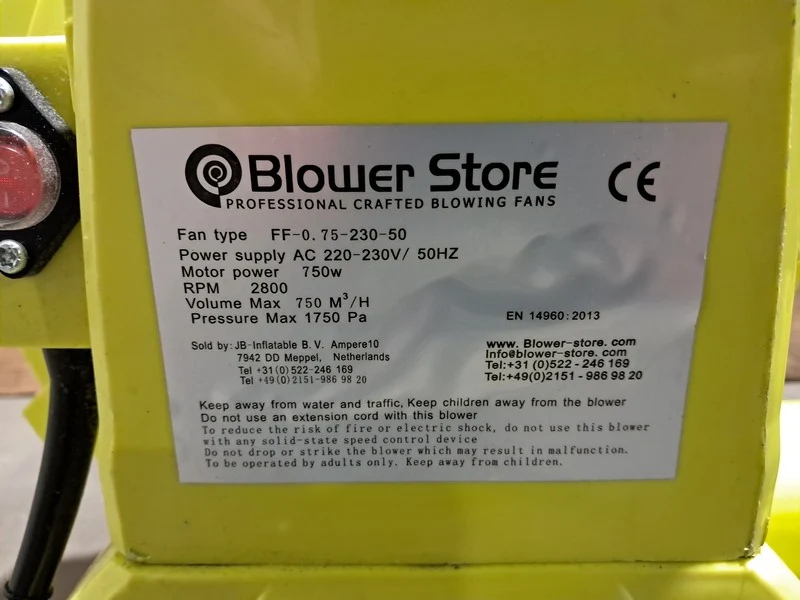 Blower Store
CE
PROFESSIONAL CRAFTED BLOWING FANS
Fan type FF-0.75-230-50
Power supply AC 220-230V/ 50HZ
Motor power 750w
RPM 2800
Volume Max 750 M³/H
Pressure Max 1750 Pa
EN 14960:2013
Sold by: JB-Inflatable B.V. Ampere10
7942 DD Meppel, Netherlands
Tel +31(0)522-246 169
Tel +49(0)2151-986 98 20
www. Blower-store. com
Info@blower-store. com
Tel:+31 (0)522 - 246 169
Tel:+49(0)2151 - 986 98 20
Keep away from water and traffic, Keep children away from the blower
Do not use an extension cord with this blower
To reduce the risk of fire or electric shock, do not use this blower
with any solid-state speed control device
Do not drop or strike the blower which may result in malfunction.
To be operated by adults only. Keep away from children.